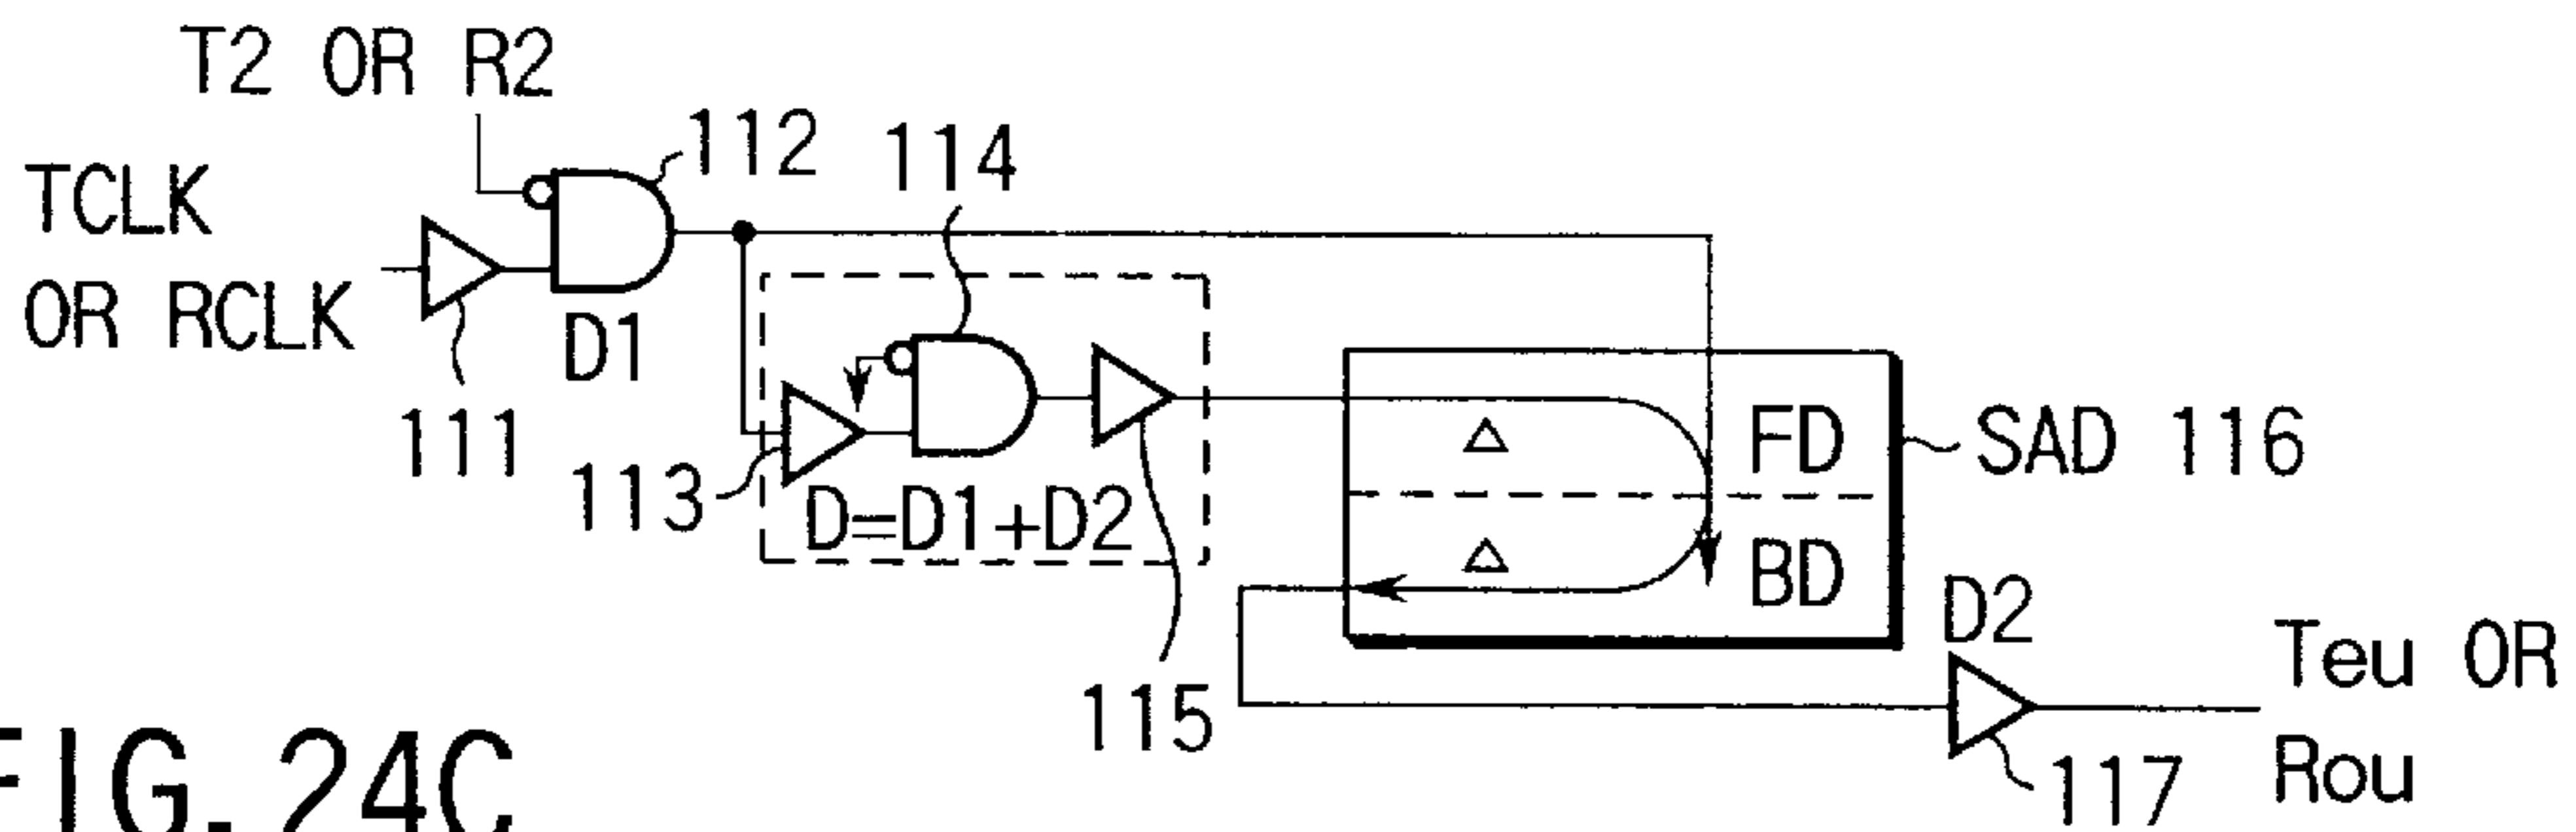 T2 OR R2
112
114
TCLK
OR RCLK
D1
111
113
D=D1+D2
115
△
FD
△
BD
SAD 116
D2
Teu OR
Rou
117
FIG. 24C